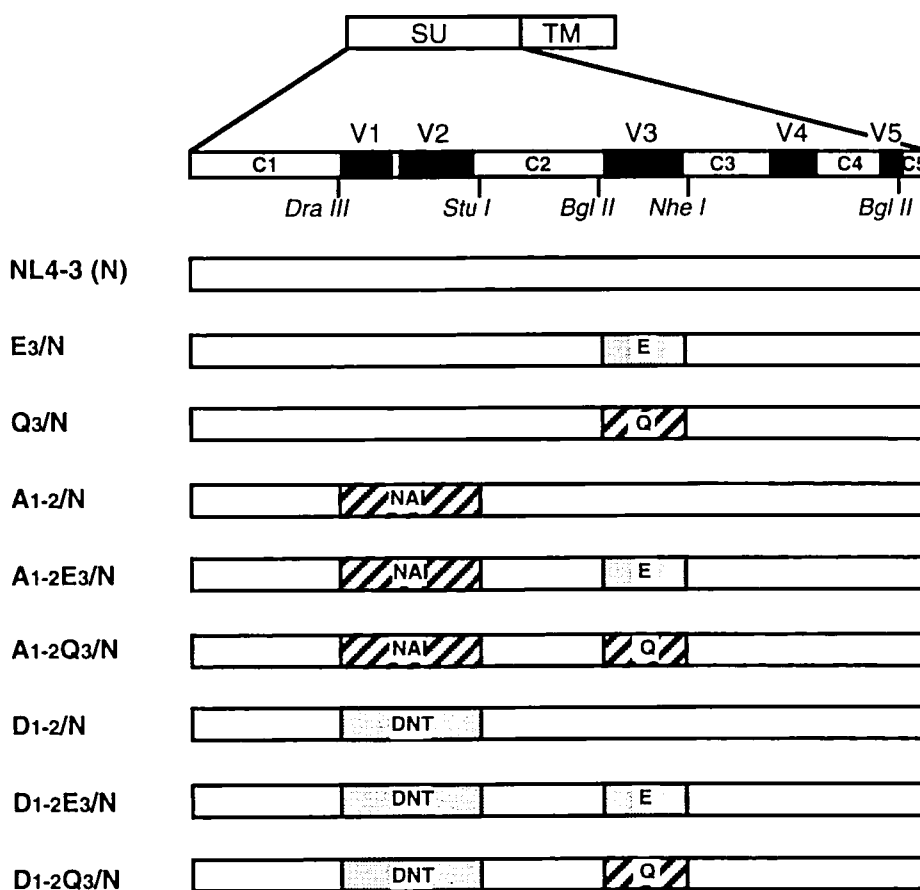 SU TM
V1 V2 V3 V4 V5
C1 C2 C3 C4 C5
Dra III Stu I Bgl II Nhe I Bgl II
NL4-3 (N)
E3/N E
Q3/N Q
A1-2/N NAI
A1-2E3/N NAI E
A1-2Q3/N NAI Q
D1-2/N DNT
D1-2E3/N DNT E
D1-2Q3/N DNT Q